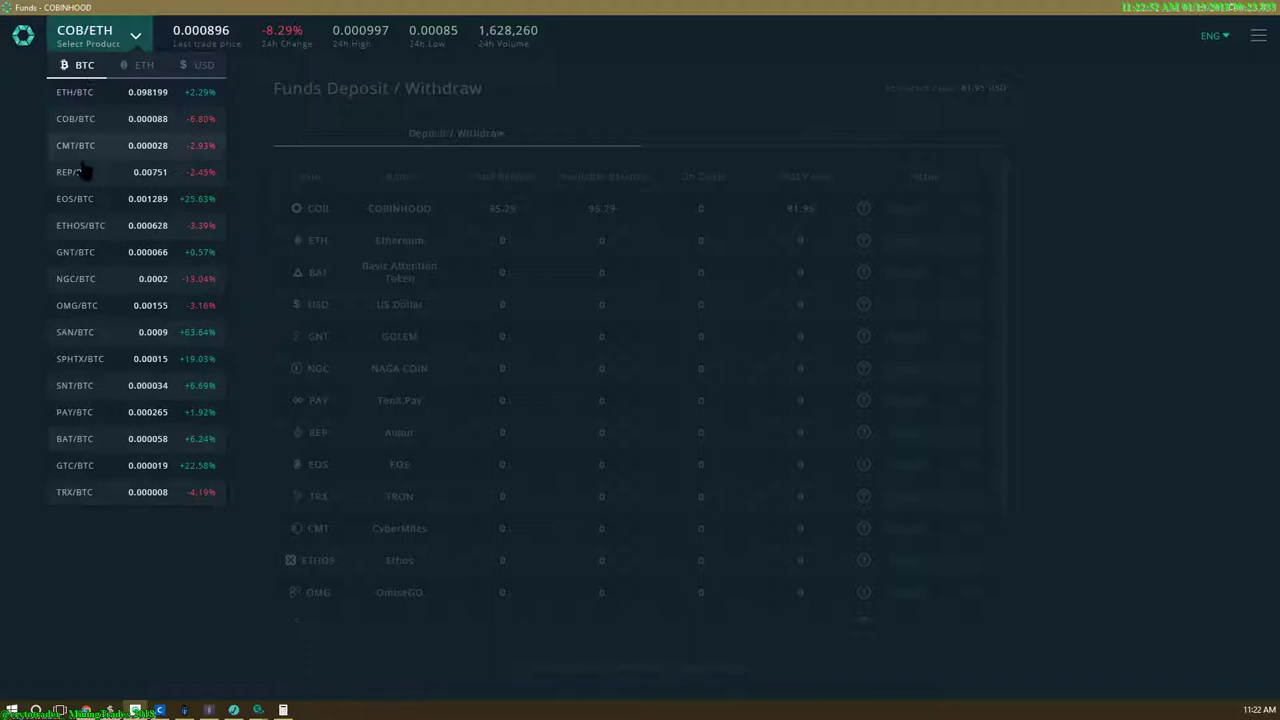 Funds - COBINHOOD
COB/ETH
Select Product
0.000896
Last trade price
-8.29%
24h Change
0.000997
24h High
0.00085
24h Low
1,628,260
24h Volume
ENG
BTC ETH $ USD
ETH/BTC 0.098199 +2.29%
COB/BTC 0.000088 -6.80%
CMT/BTC 0.000028 -2.93%
0.00751 -2.45%
EOS/BTC 0.001289 +25.63%
ETHOS/BTC 0.000628 -3.39%
GNT/BTC 0.000066 +0.57%
NGC/BTC 0.0002 -13.04%
OMG/BTC 0.00155 -3.16%
SAN/BTC 0.0009 +63.64%
SPHTX/BTC 0.00015 +19.03%
SNT/BTC 0.000034 +6.69%
PAY/BTC 0.000265 +1.92%
BAT/BTC 0.000058 +6.24%
GTC/BTC 0.000019 +22.58%
TRX/BTC 0.000008 -4.19%
Funds Deposit / Withdraw
81.95 USD
Deposit / Withdraw
COB COBINHOOD 95.29 0 81.95
ETH Ethereum 0 0 0 0
BAT Basic Attention Token 0 0 0 0
USD US Dollar 0 0 0 0
GNT GOLEM 0 0 0 0
NGC NAGA COIN 0 0 0 0
PAY TenX Pay 0 0 0 0
REP Augur 0 0 0 0
EOS EOS 0 0 0 0
TRX TRON 0 0 0 0
CMT CyberMiles 0 0 0 0
ETHOS Ethos 0 0 0 0
OMG OmiseGO 0 0 0 0
11:22 AM